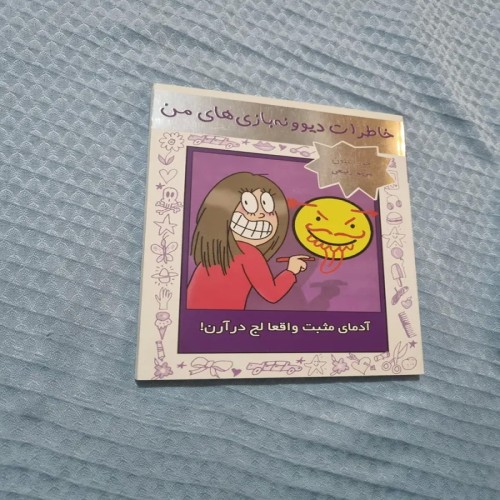 خاطرات دیوونه‌بازی‌های من
آدمای مثبت واقعا لج درآرن!